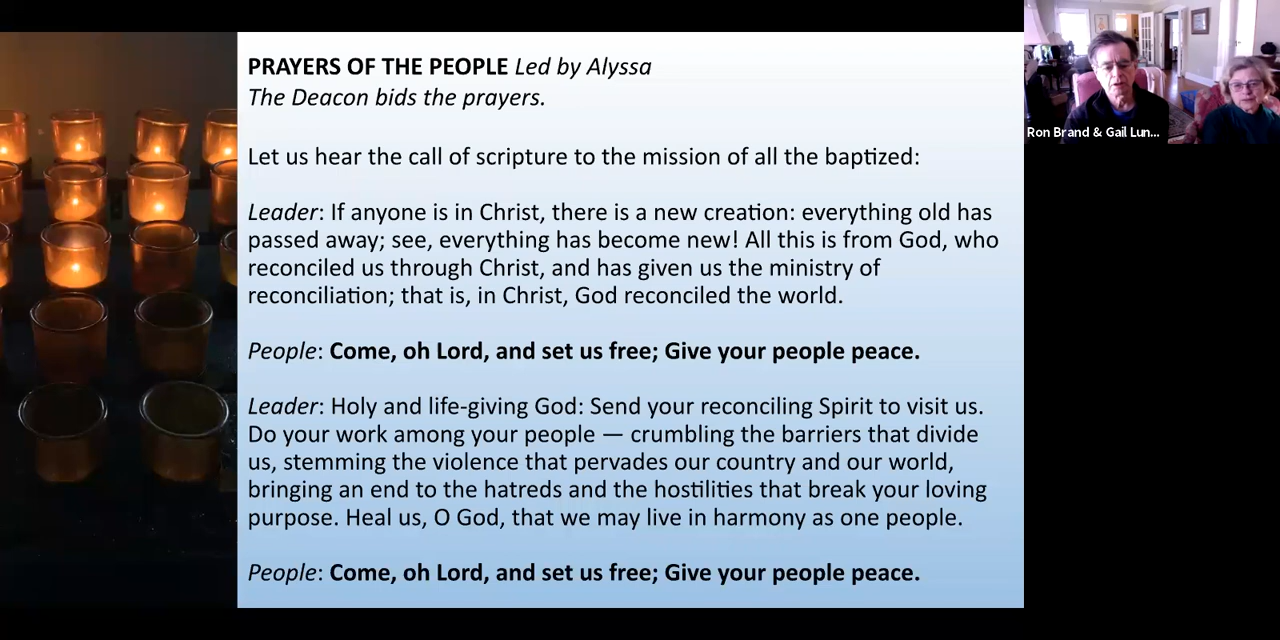 PRAYERS OF THE PEOPLE Led by Alyssa
The Deacon bids the prayers.
Let us hear the call of scripture to the mission of all the baptized:
Leader: If anyone is in Christ, there is a new creation: everything old has
passed away; see, everything has become new! All this is from God, who
reconciled us through Christ, and has given us the ministry of
reconciliation; that is, in Christ, God reconciled the world.
People: Come, oh Lord, and set us free; Give your people peace.
Leader: Holy and life-giving God: Send your reconciling Spirit to visit us.
Do your work among your people — crumbling the barriers that divide
us, stemming the violence that pervades our country and our world,
bringing an end to the hatreds and the hostilities that break your loving
purpose. Heal us, O God, that we may live in harmony as one people.
People: Come, oh Lord, and set us free; Give your people peace.
Ron Brand & Gail Lun...